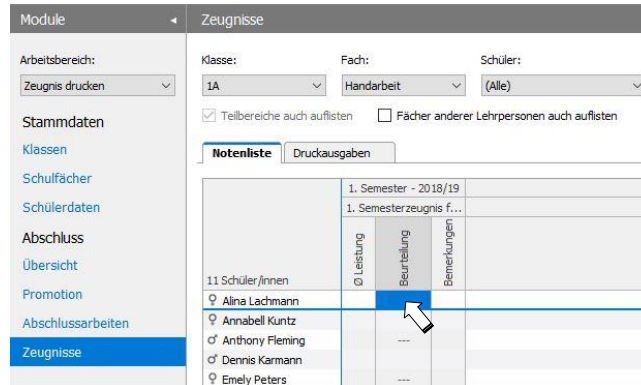 Module
Zeugnisse
Arbeitsbereich:
Zeugnis drucken
Stammdaten
Klassen
Schulfächer
Schülerdaten
Abschluss
Übersicht
Promotion
Abschlussarbeiten
Zeugnisse
Klasse:
Fach:
Schüler:
1A
Handarbeit
(Alle)
Teilbereiche auch auflisten
Fächer anderer Lehrpersonen auch auflisten
Notenliste
Druckausgaben
1. Semester - 2018/19
1. Semesterzeugnis f...
11 Schüler/innen
Ø Leistung
Beurteilung
Bemerkungen
♀ Alina Lachmann
♀ Annabell Kuntz
♂ Anthony Fleming ---
♂ Dennis Karmann
♀ Emely Peters ---